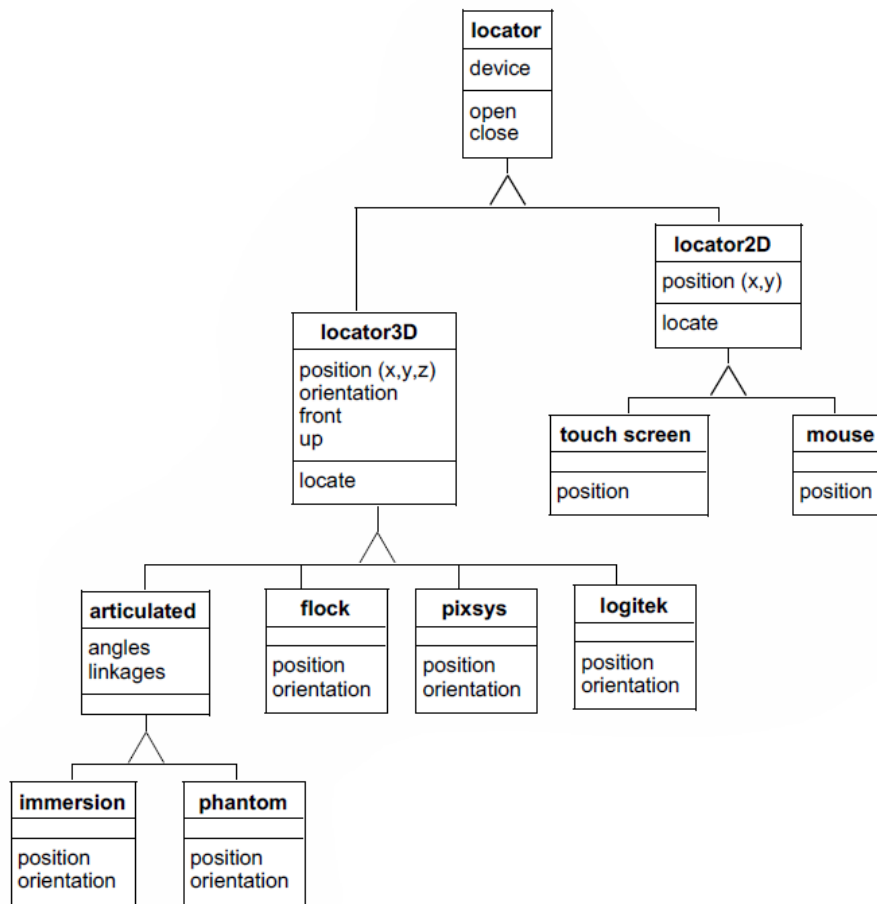 locator
device
open
close
locator2D
position (x,y)
locate
locator3D
position (x,y,z)
orientation
front
up
locate
touch screen
position
mouse
position
articulated
angles
linkages
flock
position
orientation
pixsys
position
orientation
logitek
position
orientation
immersion
position
orientation
phantom
position
orientation